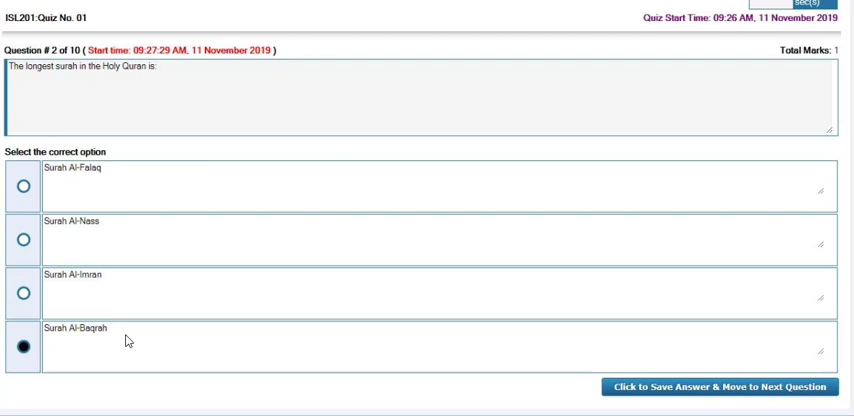 sec(s)
ISL201:Quiz No. 01
Quiz Start Time: 09:26 AM, 11 November 2019
Question # 2 of 10 ( Start time: 09:27:29 AM, 11 November 2019 )
Total Marks: 1
The longest surah in the Holy Quran is:
Select the correct option
Surah Al-Falaq
Surah Al-Nass
Surah Al-Imran
Surah Al-Baqrah
Click to Save Answer & Move to Next Question